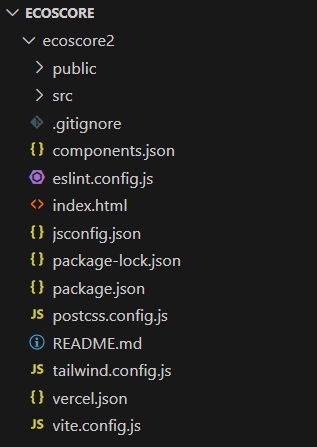 ECOSCORE
ecoscore2
public
src
.gitignore
{} components.json
eslint.config.js
<> index.html
{} jsconfig.json
{} package-lock.json
{} package.json
JS postcss.config.js
README.md
JS tailwind.config.js
{} vercel.json
JS vite.config.js